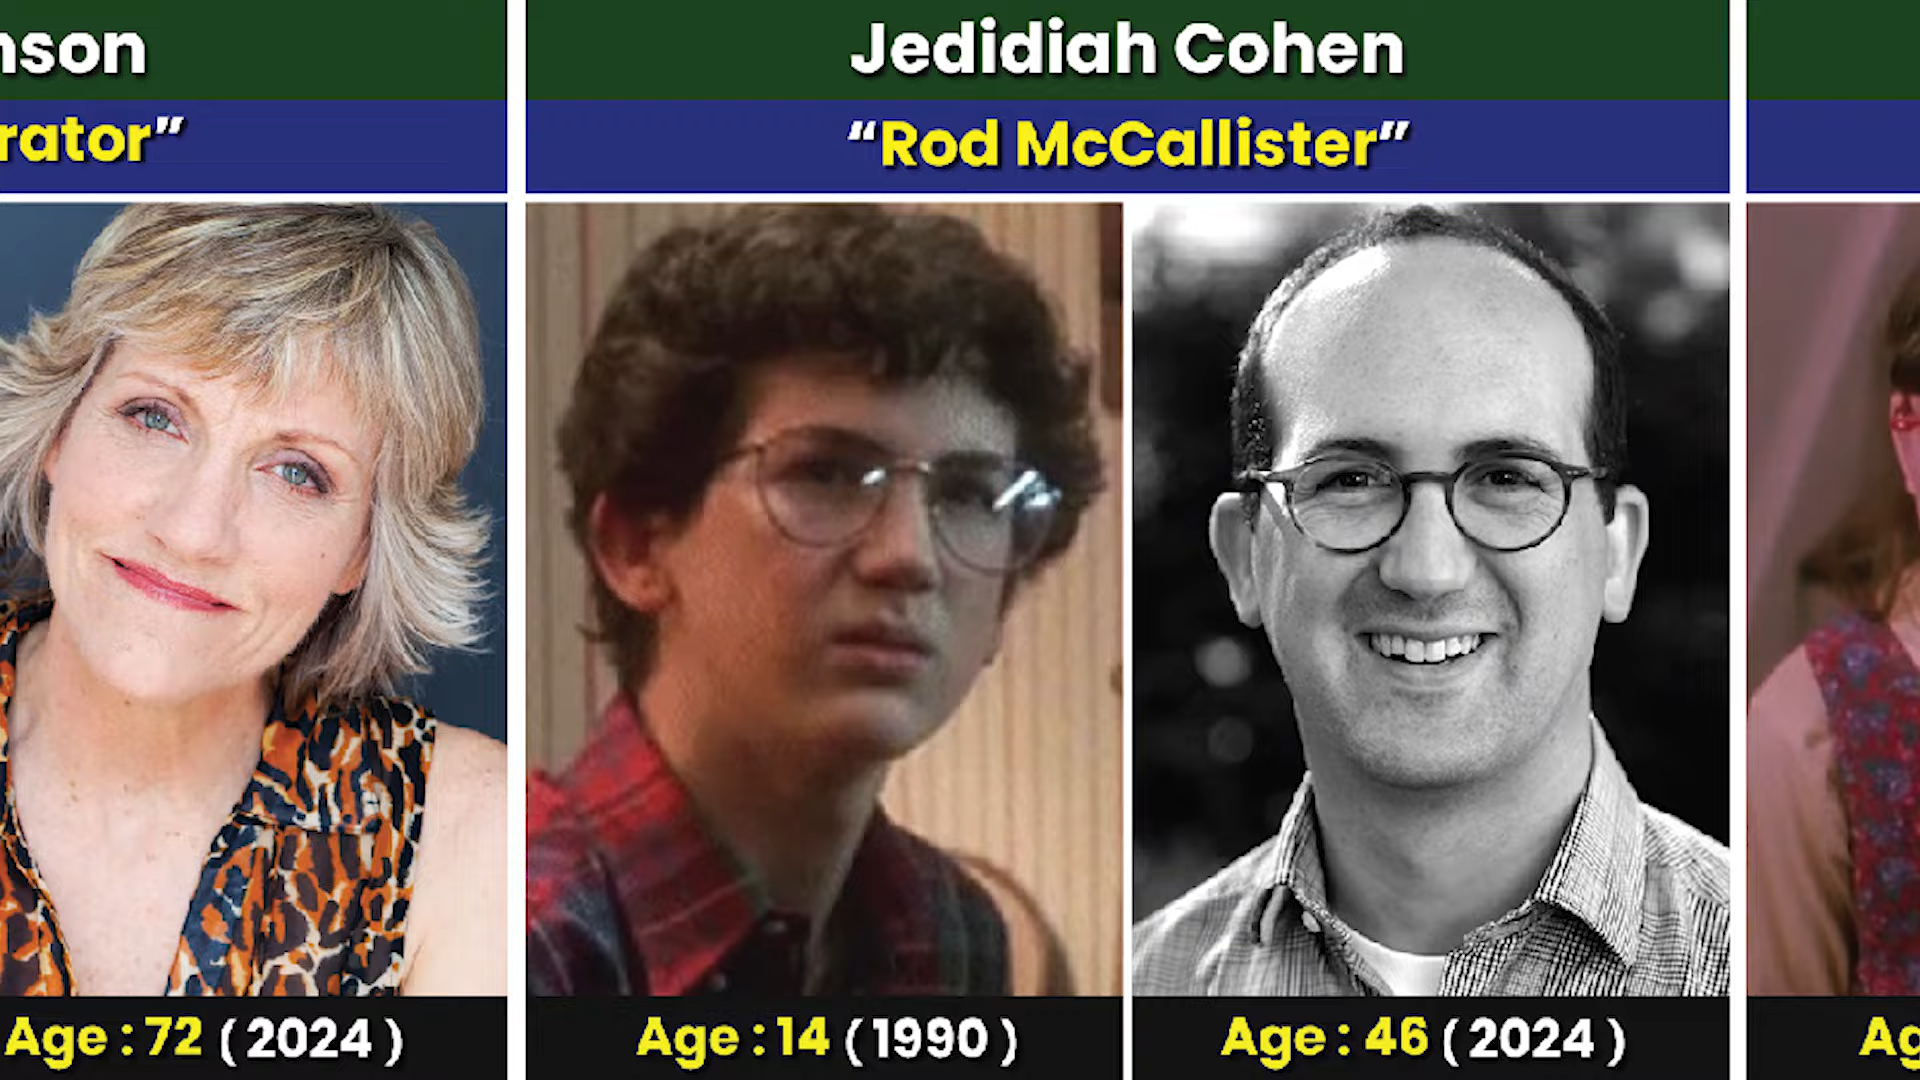 nson
rator”
Age : 72 ( 2024 )
Jedidiah Cohen
“Rod McCallister”
Age : 14 ( 1990 )
Age : 46 ( 2024 )
Ag